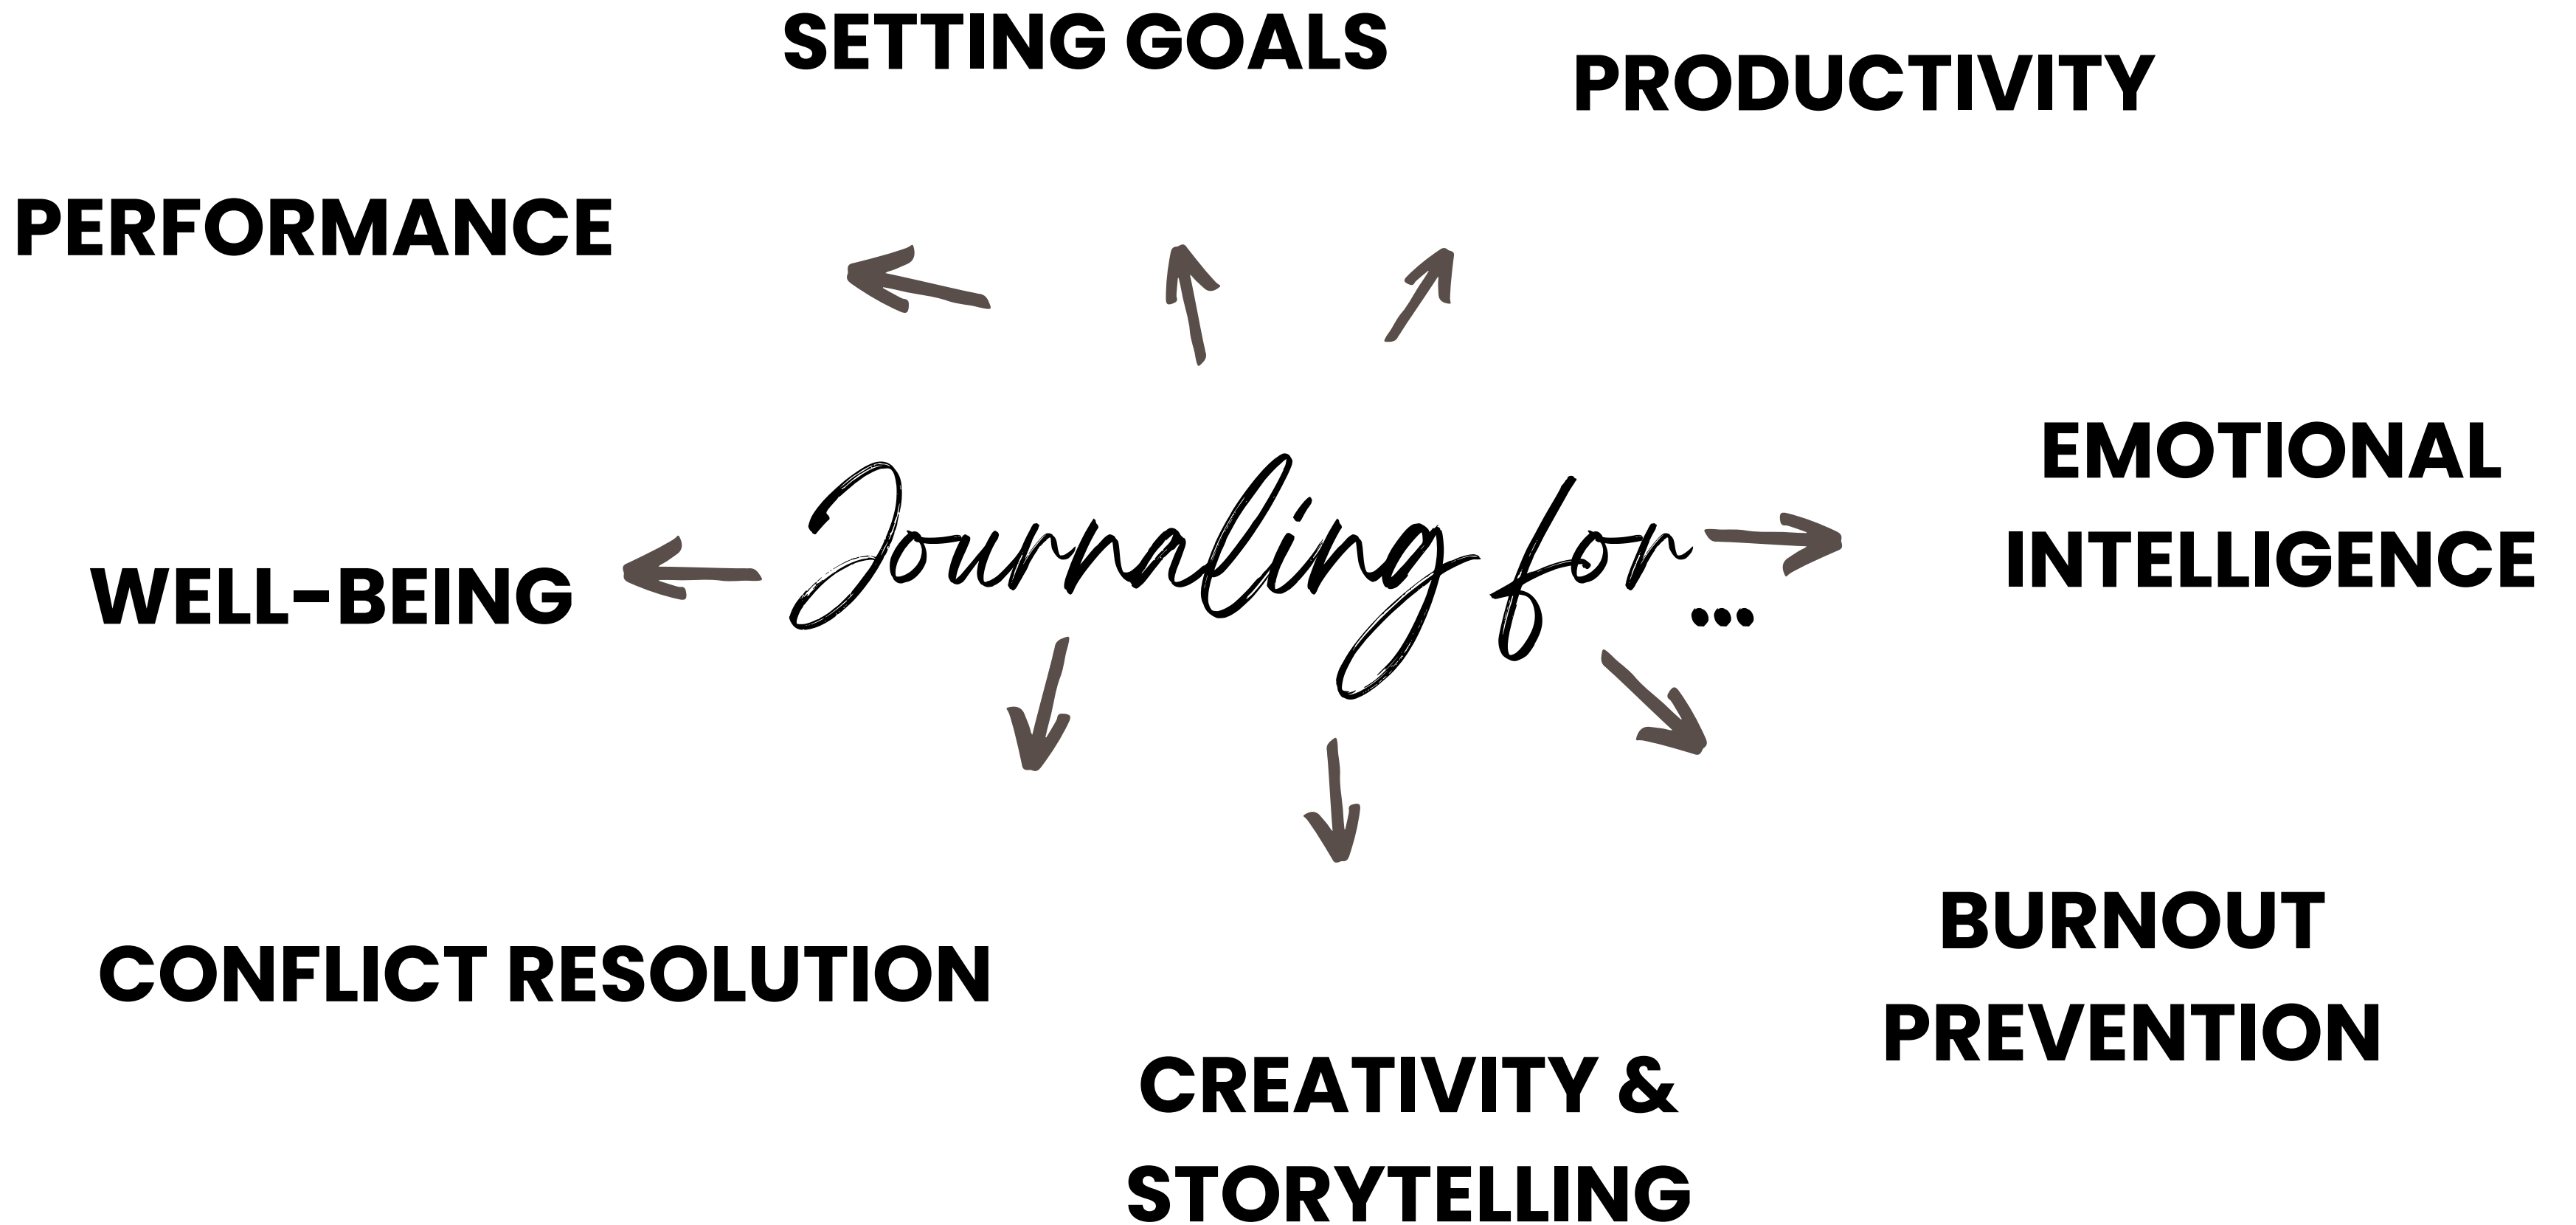 SETTING GOALS
PRODUCTIVITY
PERFORMANCE
EMOTIONAL
INTELLIGENCE
Journaling for...
WELL-BEING
BURNOUT
PREVENTION
CONFLICT RESOLUTION
CREATIVITY &
STORYTELLING